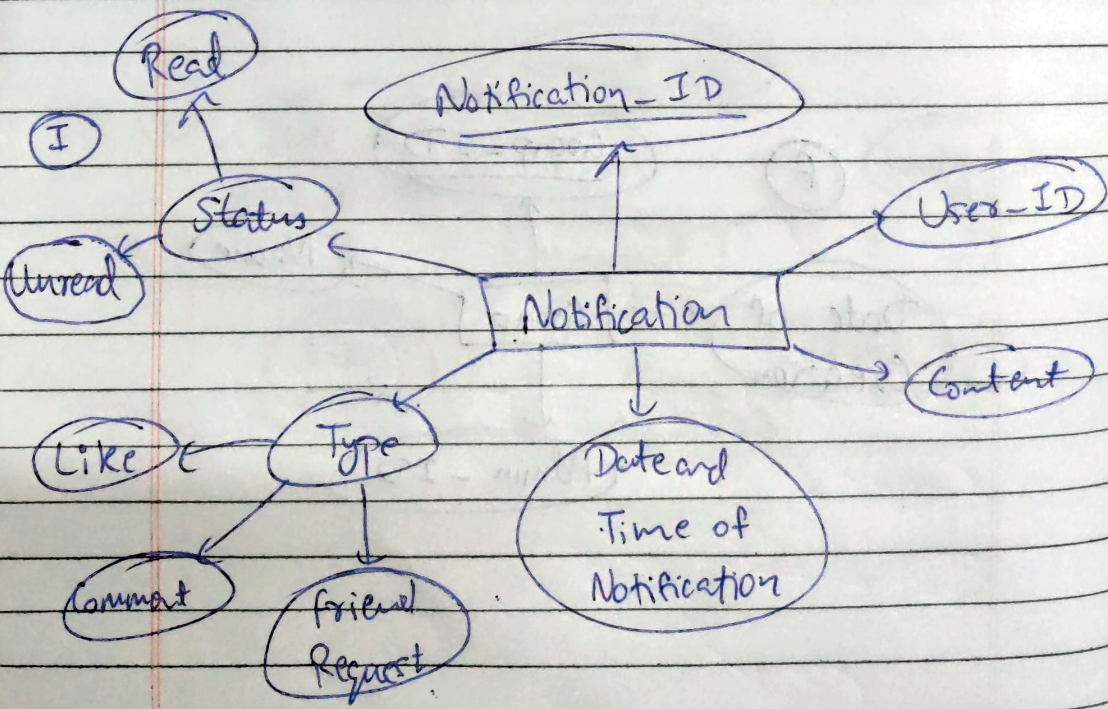 Read
Notification_ID
I
Status
User_ID
Unread
Notification
Content
Type
Like
Date and
Time of
Notification
Comment
Friend
Request